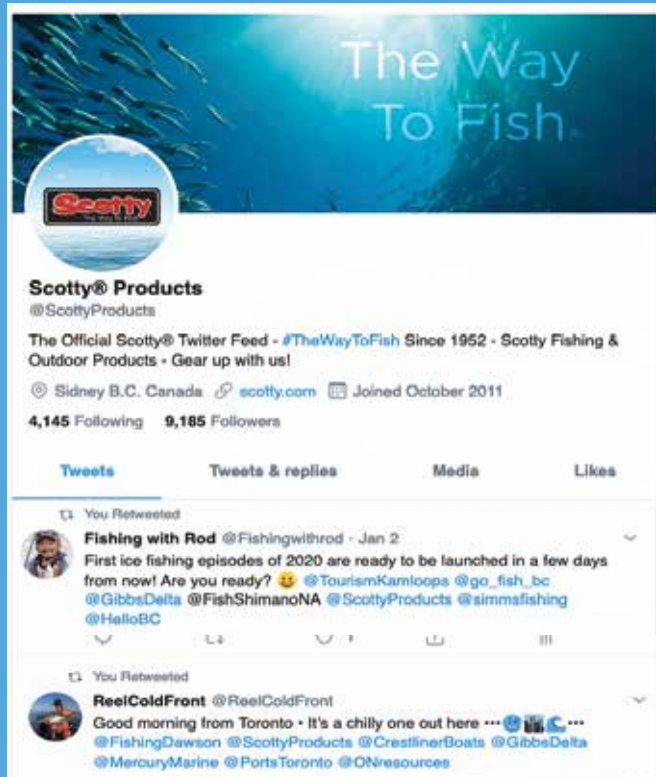 The Way
To Fish®
Scotty
The Way To Fish
Scotty® Products
@ScottyProducts
The Official Scotty® Twitter Feed - #TheWayToFish Since 1952 - Scotty Fishing &
Outdoor Products - Gear up with us!
Sidney B.C. Canada scotty.com Joined October 2011
4,145 Following 9,185 Followers
Tweets Tweets & replies Media Likes
You Retweeted
Fishing with Rod @Fishingwithrod · Jan 2
First ice fishing episodes of 2020 are ready to be launched in a few days
from now! Are you ready? 😀 @TourismKamloops @go_fish_bc
@GibbsDelta @FishShimanoNA @ScottyProducts @simmsfishing
@HelloBC
You Retweeted
ReelColdFront @ReelColdFront
Good morning from Toronto • It's a chilly one out here ••• 🥶🏙🌊 •••
@FishingDawson @ScottyProducts @CrestlinerBoats @GibbsDelta
@MercuryMarine @PortsToronto @ONresources